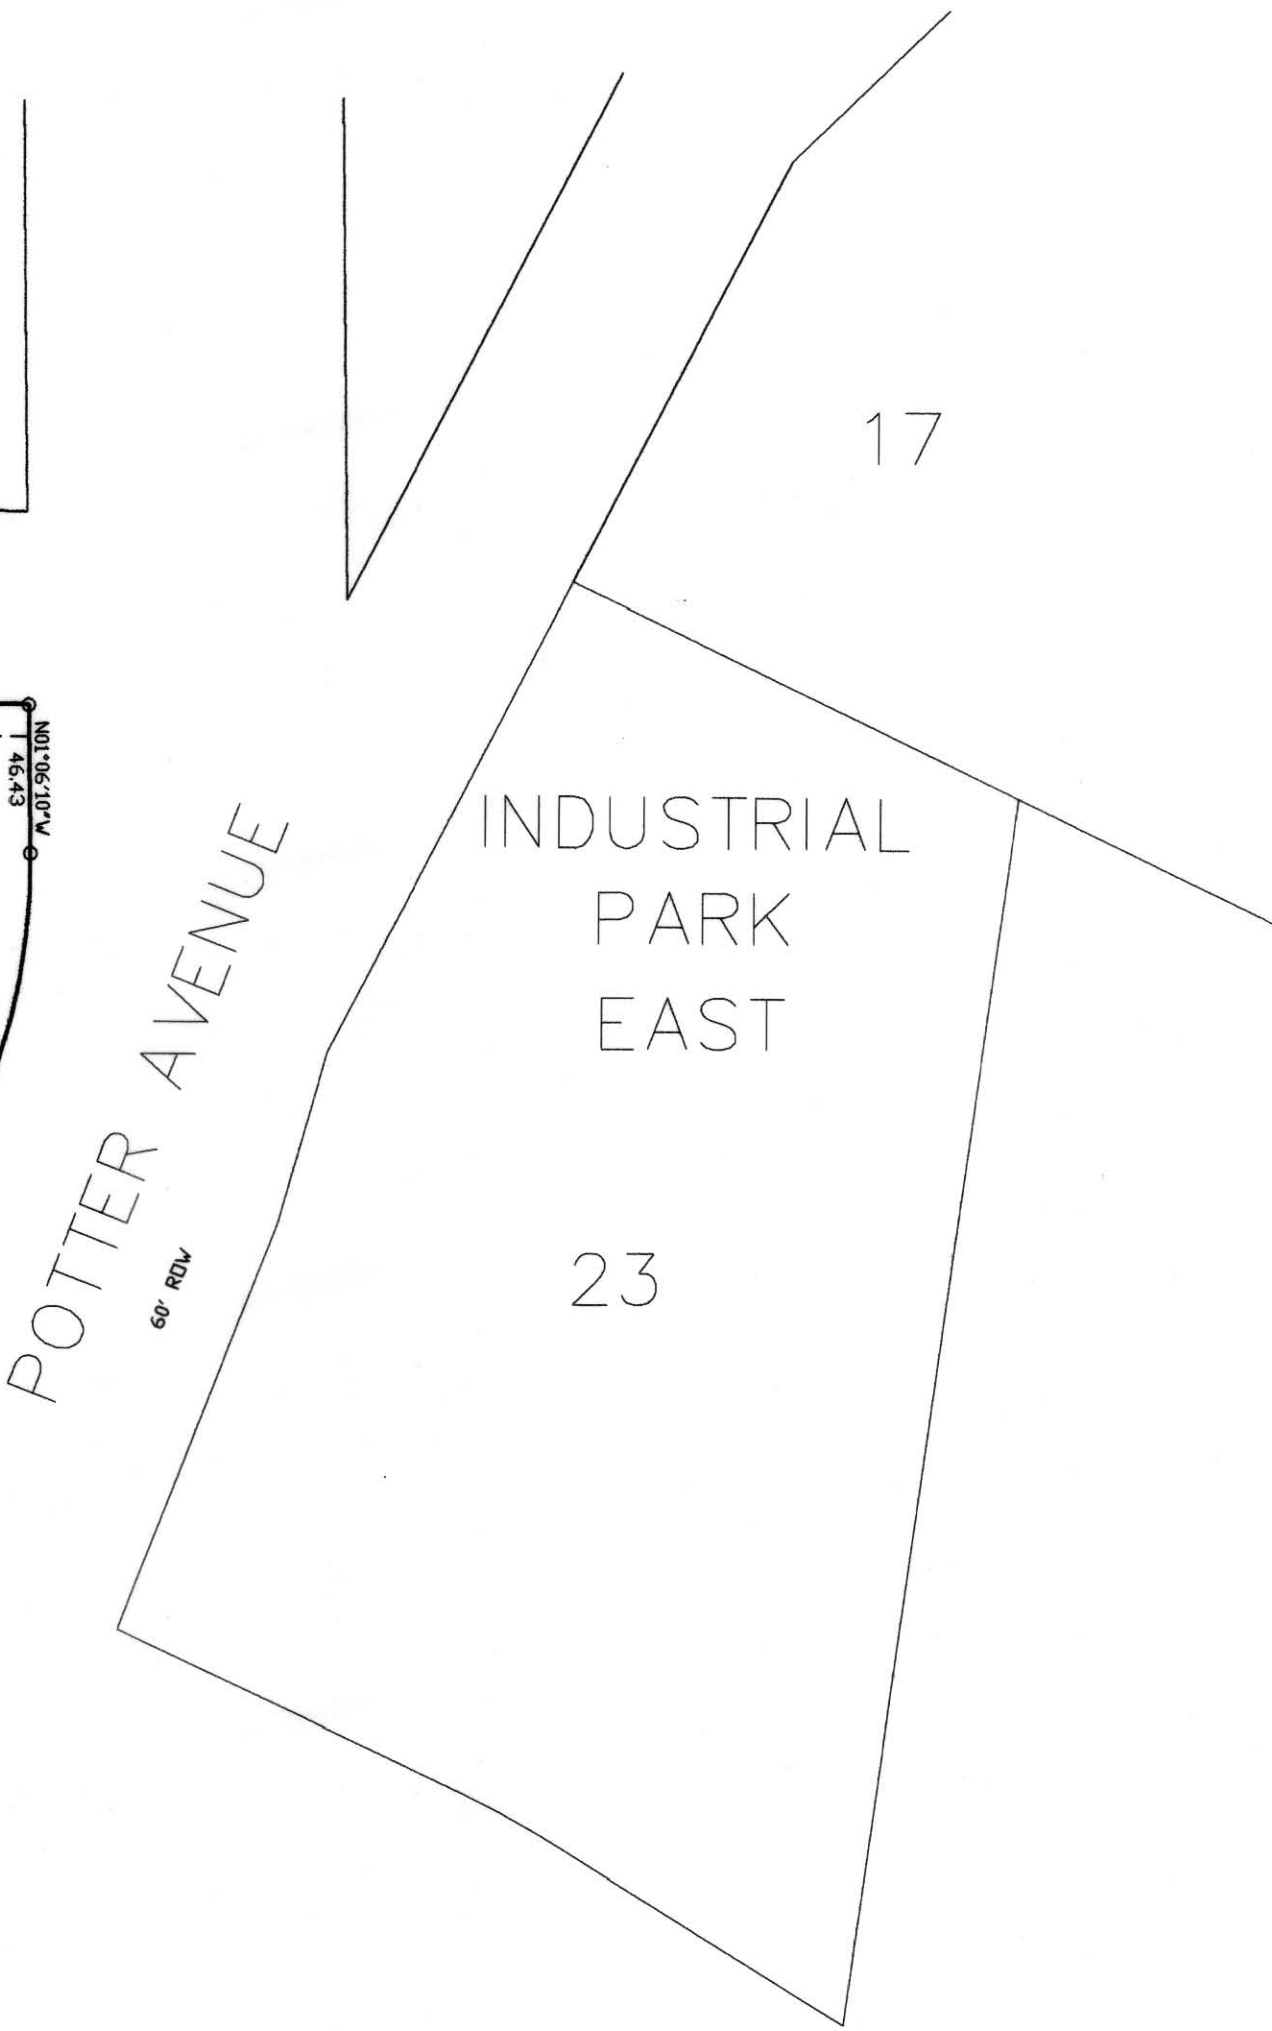 17
N01°06'10"W
46.43
INDUSTRIAL
PARK
EAST
POTTER AVENUE
60' ROW
23